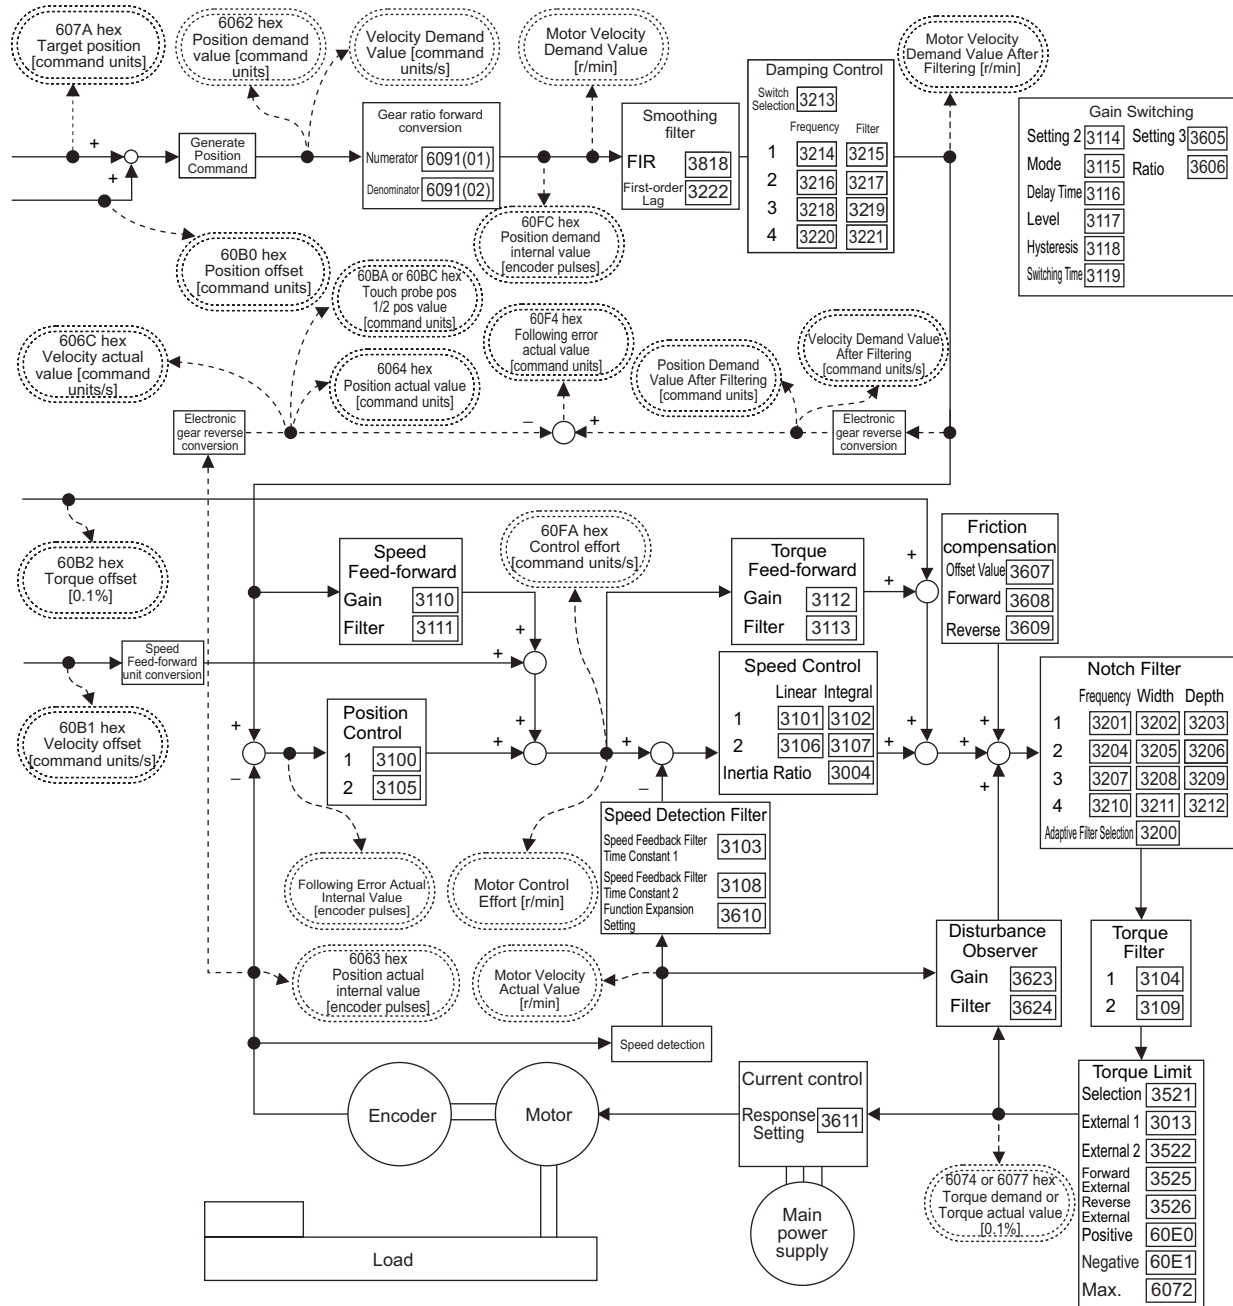 607A hex
Target position
[command units]
6062 hex
Position demand
value [command
units]
Velocity Demand
Value [command
units/s]
Motor Velocity
Demand Value
[r/min]
Motor Velocity
Demand Value After
Filtering [r/min]
+
+
Generate
Position
Command
Gear ratio forward
conversion
Numerator 6091(01)
Denominator 6091(02)
Smoothing
filter
FIR 3818
First-order
Lag 3222
Damping Control
Switch
Selection 3213
Frequency Filter
1 3214 3215
2 3216 3217
3 3218 3219
4 3220 3221
Gain Switching
Setting 2 3114 Setting 3 3605
Mode 3115 Ratio 3606
Delay Time 3116
Level 3117
Hysteresis 3118
Switching Time 3119
60B0 hex
Position offset
[command units]
60FC hex
Position demand
internal value
[encoder pulses]
60BA or 60BC hex
Touch probe pos
1/2 pos value
[command units]
606C hex
Velocity actual
value [command
units/s]
6064 hex
Position actual value
[command units]
60F4 hex
Following error
actual value
[command units]
Position Demand
Value After Filtering
[command units]
Velocity Demand Value
After Filtering
[command units/s]
Electronic
gear reverse
conversion
−
+
Electronic
gear reverse
conversion
60B2 hex
Torque offset
[0.1%]
Speed
Feed-forward
Gain 3110
Filter 3111
60FA hex
Control effort
[command units/s]
Torque
Feed-forward
Gain 3112
Filter 3113
+
+
Friction
compensation
Offset Value 3607
Forward 3608
Reverse 3609
Speed
Feed-forward
unit conversion
+
+
60B1 hex
Velocity offset
[command units/s]
+
−
Position
Control
1 3100
2 3105
+
+
+
−
Speed Control
Linear Integral
1 3101 3102
2 3106 3107
Inertia Ratio 3004
+
+
+
+
+
Notch Filter
Frequency Width Depth
1 3201 3202 3203
2 3204 3205 3206
3 3207 3208 3209
4 3210 3211 3212
Adaptive Filter Selection 3200
Speed Detection Filter
Speed Feedback Filter
Time Constant 1 3103
Speed Feedback Filter
Time Constant 2 3108
Function Expansion
Setting 3610
Following Error Actual
Internal Value
[encoder pulses]
Motor Control
Effort [r/min]
6063 hex
Position actual
internal value
[encoder pulses]
Motor Velocity
Actual Value
[r/min]
Disturbance
Observer
Gain 3623
Filter 3624
Torque
Filter
1 3104
2 3109
Speed detection
Encoder
Motor
Current control
Response
Setting 3611
Torque Limit
Selection 3521
External 1 3013
External 2 3522
Forward
External 3525
Reverse
External 3526
Positive 60E0
Negative 60E1
Max. 6072
6074 or 6077 hex
Torque demand or
Torque actual value
[0.1%]
Main
power
supply
Load